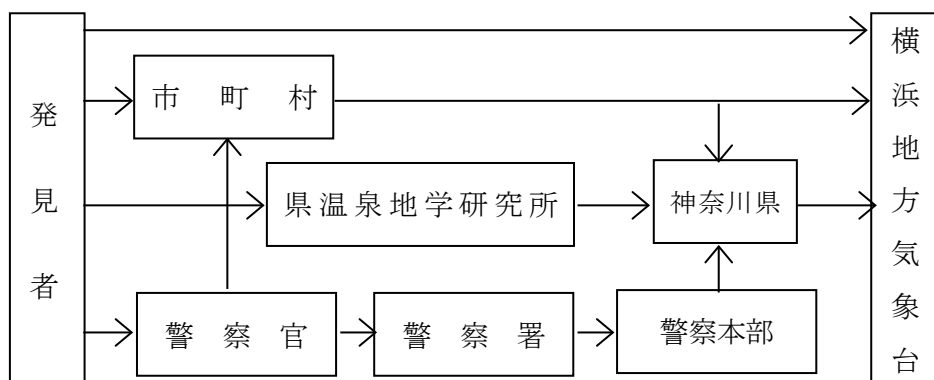 発見者
市町村
県温泉地学研究所
神奈川県
警察官
警察署
警察本部
横浜地方気象台